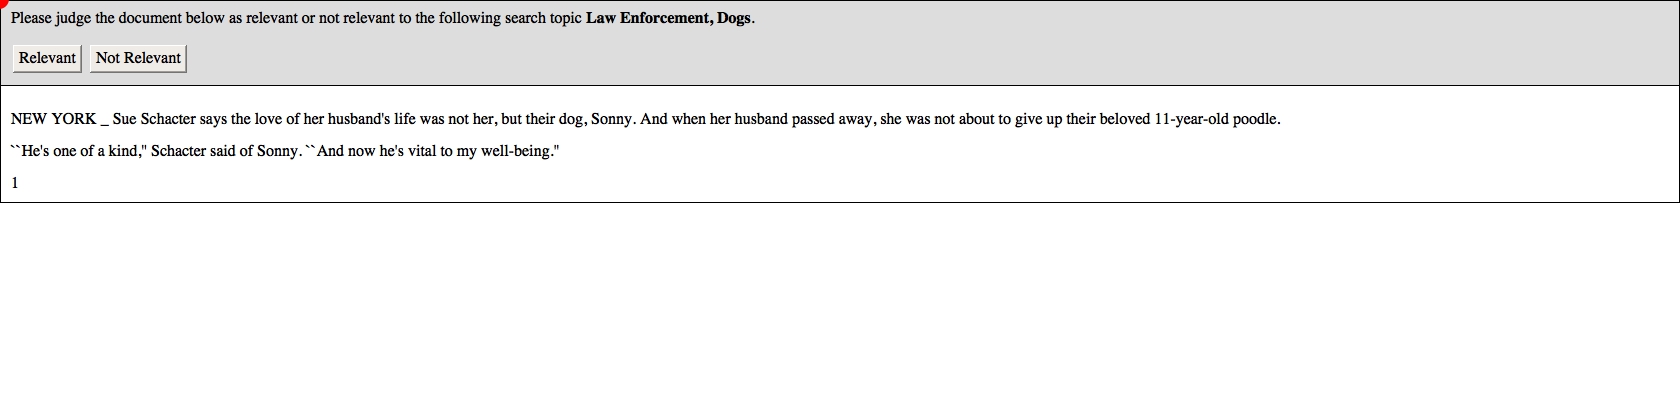 Please judge the document below as relevant or not relevant to the following search topic Law Enforcement, Dogs.
Relevant Not Relevant
NEW YORK _ Sue Schacter says the love of her husband's life was not her, but their dog, Sonny. And when her husband passed away, she was not about to give up their beloved 11-year-old poodle.
``He's one of a kind,'' Schacter said of Sonny. ``And now he's vital to my well-being.''
1